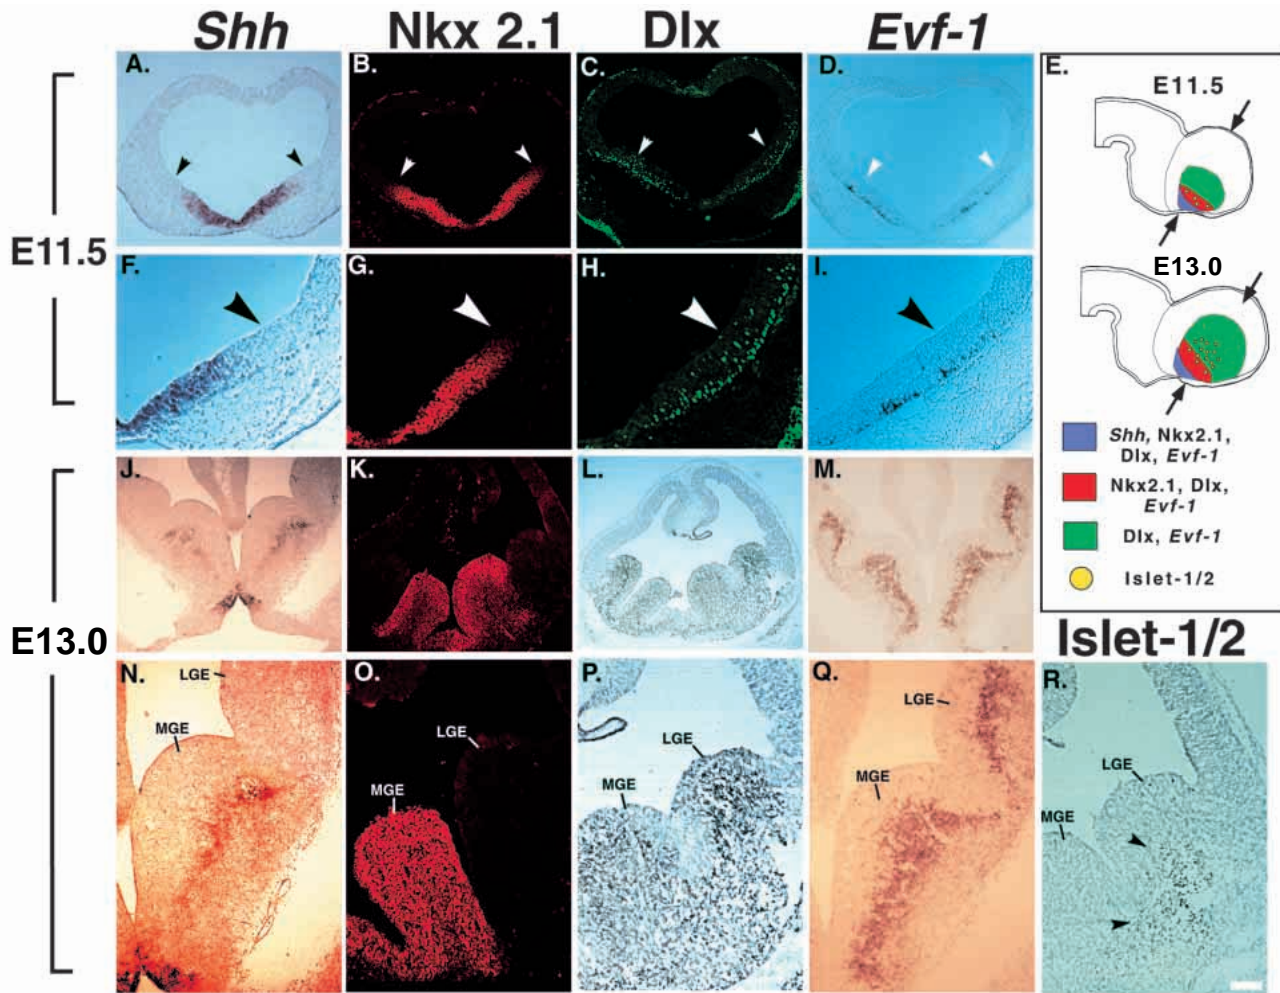 Shh Nkx 2.1 Dlx Evf-1
A. B. C. D. E.
E11.5
E11.5
F. G. H. I.
E13.0
Shh, Nkx2.1,
Dlx, Evf-1
Nkx2.1, Dlx,
Evf-1
Dlx, Evf-1
Islet-1/2
J. K. L. M.
E13.0
Islet-1/2
N. O. P. Q. R.
LGE
MGE
LGE
MGE
LGE
MGE
LGE
MGE
LGE
MGE